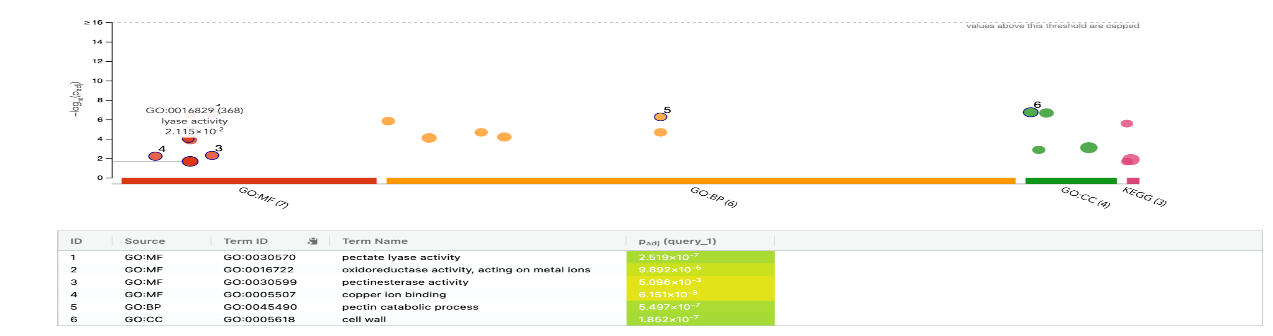 ≥ 16
values above this threshold are capped
14
12
10
8
6
4
2
0
-log10(padj)
GO:0016829 (368)
lyase activity
2.115×10-2
4
3
5
6
GO:MF (7)
GO:BP (6)
GO:CC (4)
KEGG (3)
ID Source Term ID Term Name padj (query_1)
1 GO:MF GO:0030570 pectate lyase activity 2.519×10-7
2 GO:MF GO:0016722 oxidoreductase activity, acting on metal ions 9.892×10-5
3 GO:MF GO:0030599 pectinesterase activity 5.096×10-3
4 GO:MF GO:0005507 copper ion binding 6.151×10-3
5 GO:BP GO:0045490 pectin catabolic process 5.497×10-7
6 GO:CC GO:0005618 cell wall 1.852×10-7